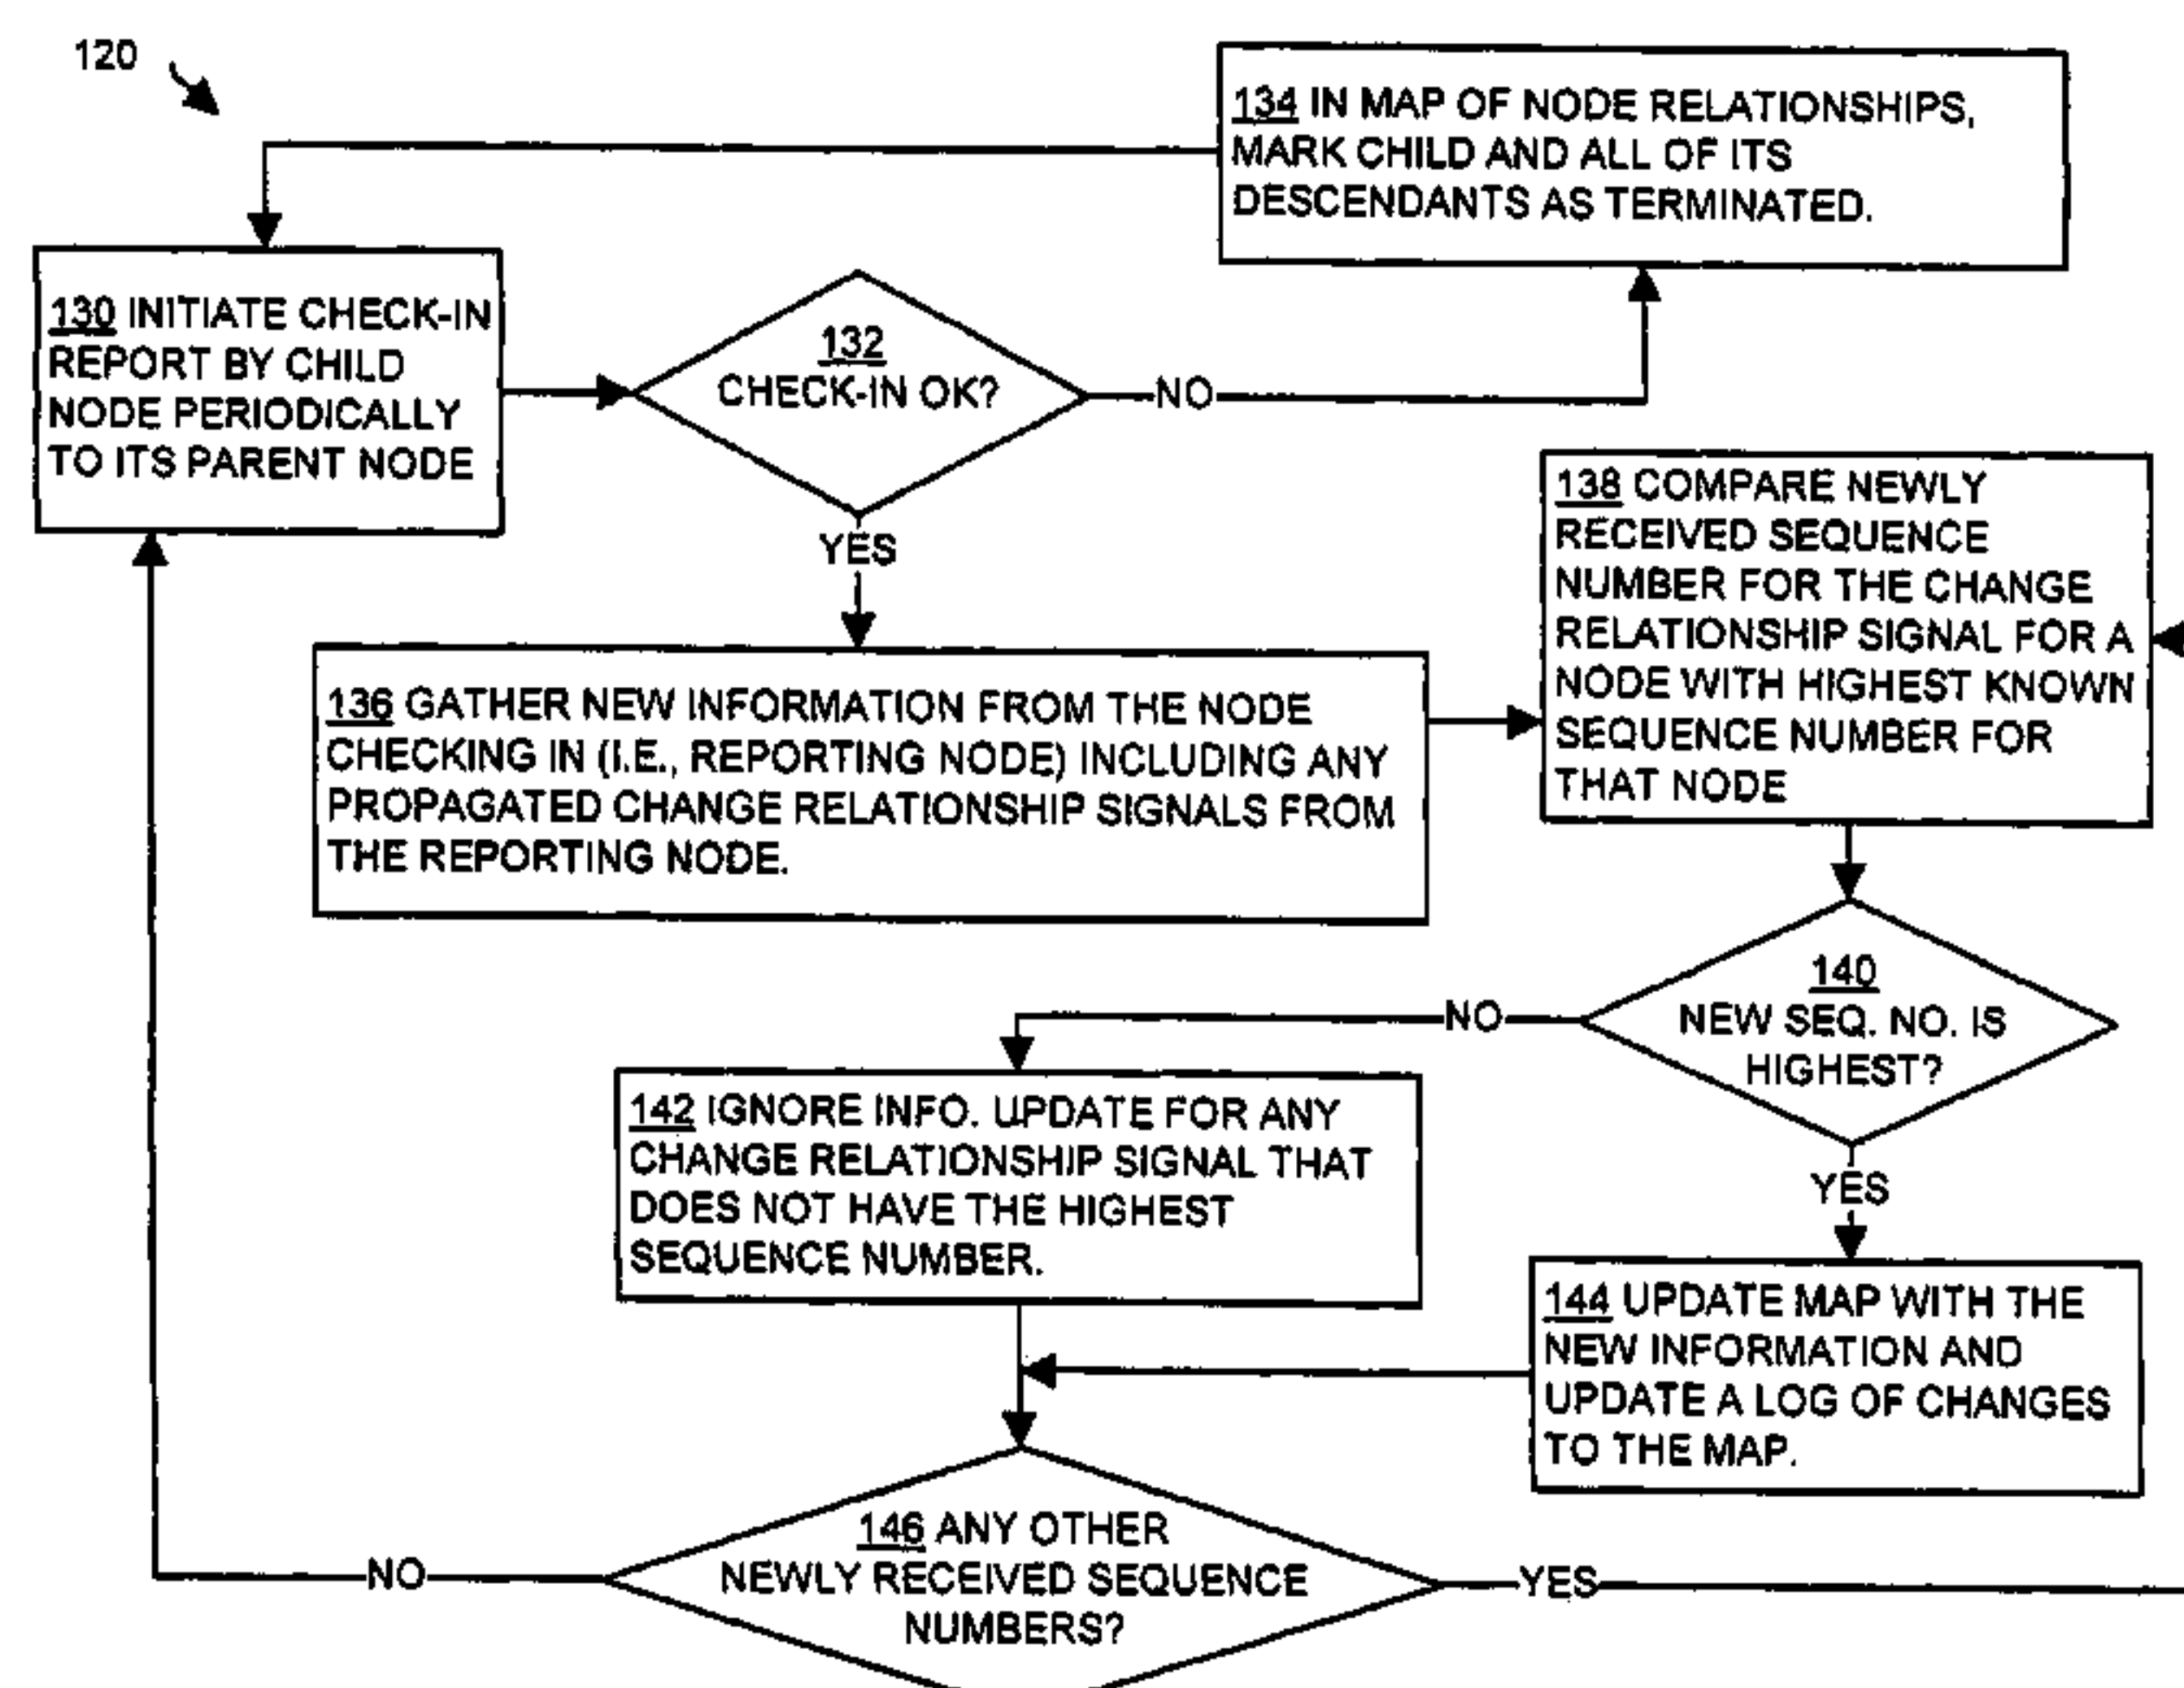 120
134 IN MAP OF NODE RELATIONSHIPS,
MARK CHILD AND ALL OF ITS
DESCENDANTS AS TERMINATED.
130 INITIATE CHECK-IN
REPORT BY CHILD
NODE PERIODICALLY
TO ITS PARENT NODE
132
CHECK-IN OK?
NO
YES
138 COMPARE NEWLY
RECEIVED SEQUENCE
NUMBER FOR THE CHANGE
RELATIONSHIP SIGNAL FOR A
NODE WITH HIGHEST KNOWN
SEQUENCE NUMBER FOR
THAT NODE
136 GATHER NEW INFORMATION FROM THE NODE
CHECKING IN (I.E., REPORTING NODE) INCLUDING ANY
PROPAGATED CHANGE RELATIONSHIP SIGNALS FROM
THE REPORTING NODE.
140
NEW SEQ. NO. IS
HIGHEST?
NO
YES
142 IGNORE INFO. UPDATE FOR ANY
CHANGE RELATIONSHIP SIGNAL THAT
DOES NOT HAVE THE HIGHEST
SEQUENCE NUMBER.
144 UPDATE MAP WITH THE
NEW INFORMATION AND
UPDATE A LOG OF CHANGES
TO THE MAP.
146 ANY OTHER
NEWLY RECEIVED SEQUENCE
NUMBERS?
NO
YES